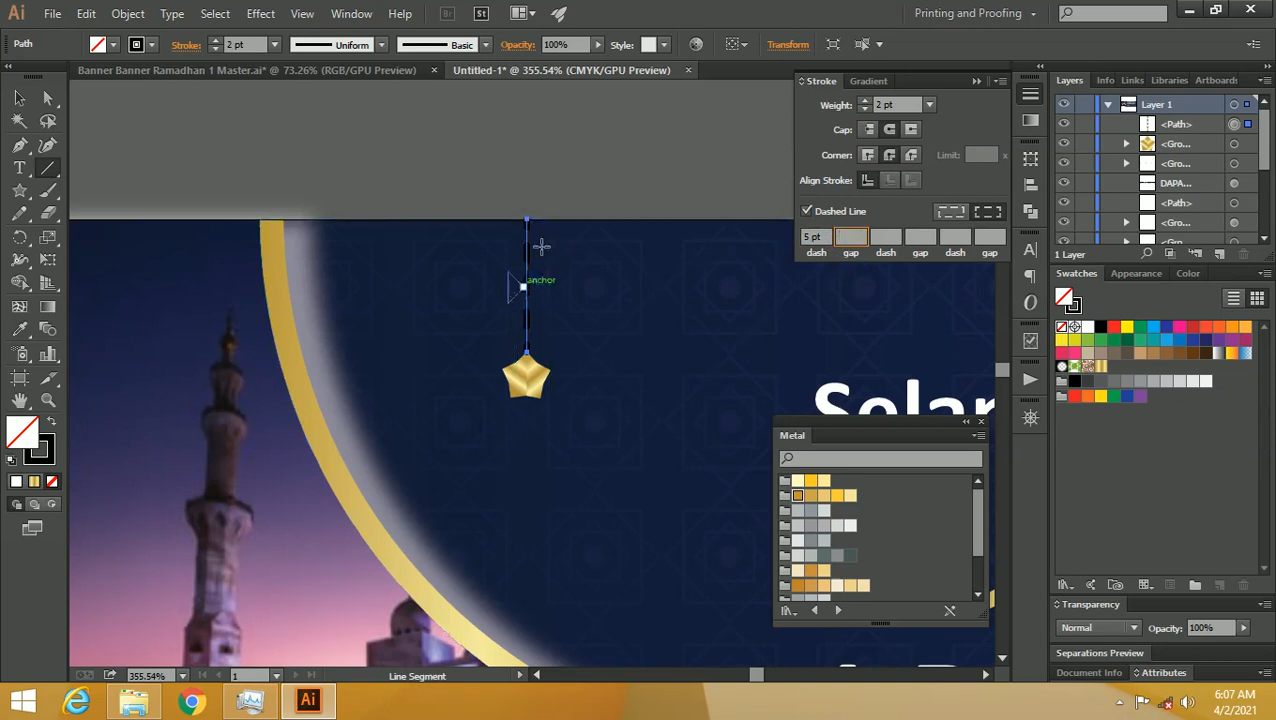 Ai File Edit Object Type Select Effect View Window Help Br St Printing and Proofing
Path Stroke: 2 pt Uniform Basic Opacity: 100% Style: Transform
Banner Banner Ramadhan 1 Master.ai* @ 73.26% (RGB/GPU Preview) × Untitled-1* @ 355.54% (CMYK/GPU Preview) ×
Stroke Gradient
Weight: 2 pt
Cap:
Corner: Limit: x
Align Stroke:
Dashed Line
5 pt
dash gap dash gap dash gap
Layers Info Links Libraries Artboards
Layer 1
<Path>
<Gro...
<Gro...
DAPA...
<Path>
<Gro...
<Gro...
1 Layer
Swatches Appearance Color
anchor
Solar
Metal
Transparency
Normal Opacity: 100%
Separations Preview
Document Info Attributes
355.54% 1 Line Segment
6:07 AM
4/2/2021